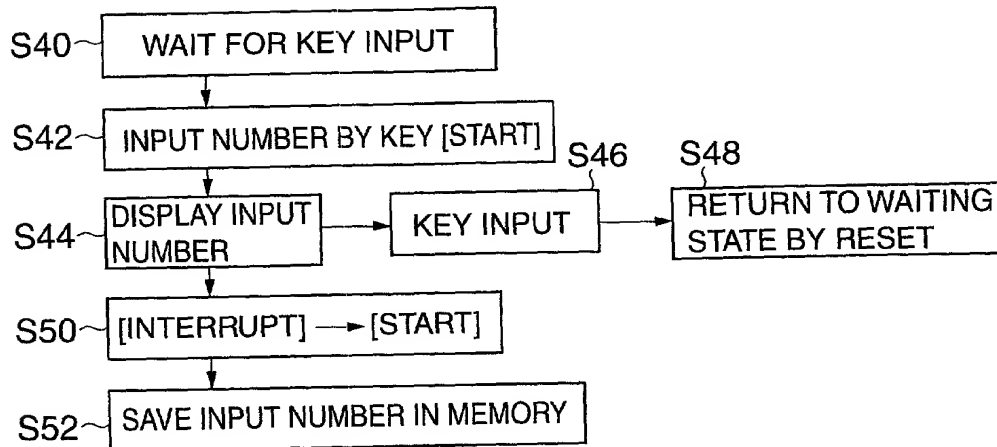 S40
WAIT FOR KEY INPUT
S42
INPUT NUMBER BY KEY [START]
S44
DISPLAY INPUT
NUMBER
S46
KEY INPUT
S48
RETURN TO WAITING
STATE BY RESET
S50
[INTERRUPT] → [START]
S52
SAVE INPUT NUMBER IN MEMORY